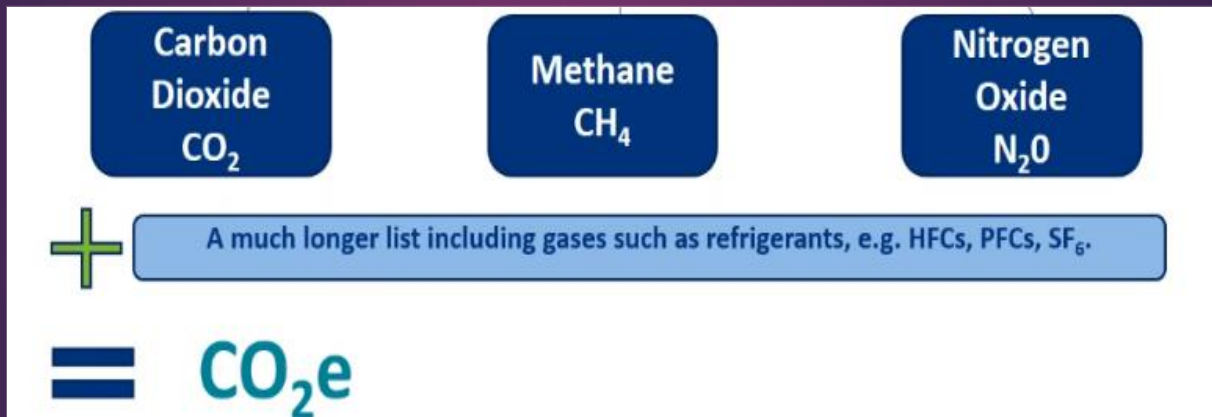 Carbon
Dioxide
CO₂
Methane
CH₄
Nitrogen
Oxide
N₂0
A much longer list including gases such as refrigerants, e.g. HFCs, PFCs, SF₆.
CO₂e